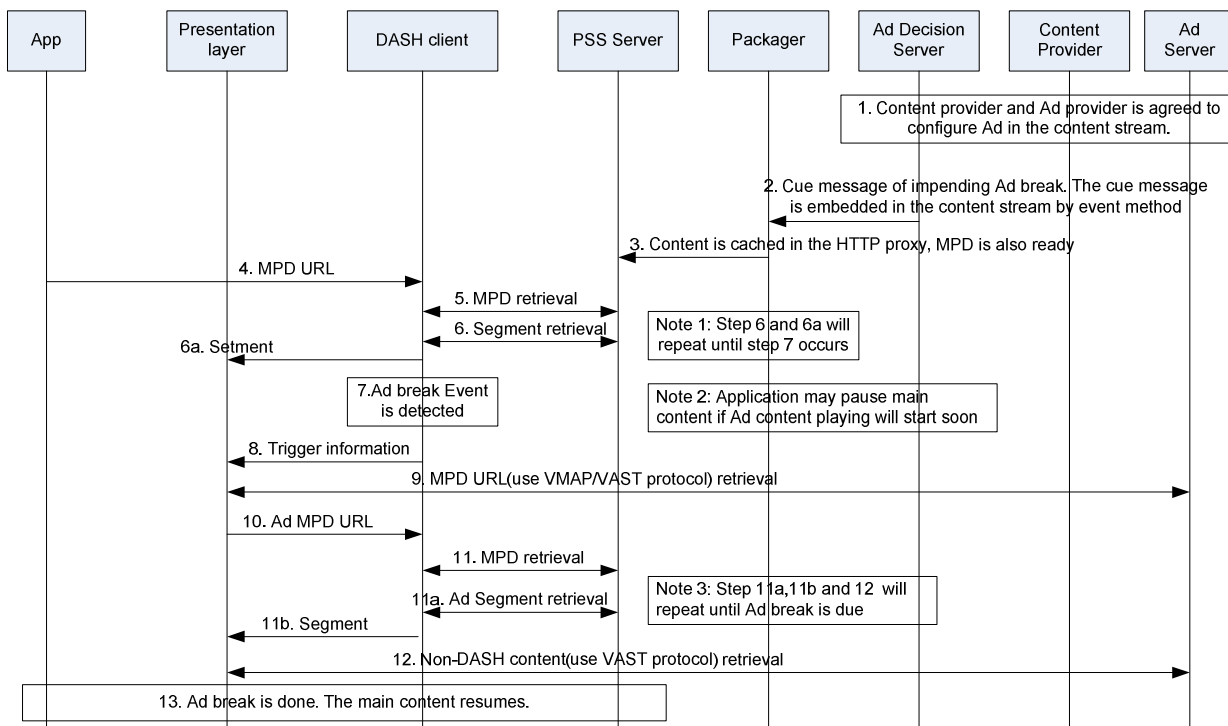 App
Presentation
layer
DASH client
PSS Server
Packager
Ad Decision
Server
Content
Provider
Ad
Server
1. Content provider and Ad provider is agreed to
configure Ad in the content stream.
2. Cue message of impending Ad break. The cue message
is embedded in the content stream by event method
3. Content is cached in the HTTP proxy, MPD is also ready
4. MPD URL
5. MPD retrieval
6. Segment retrieval
Note 1: Step 6 and 6a will
repeat until step 7 occurs
6a. Setment
7.Ad break Event
is detected
Note 2: Application may pause main
content if Ad content playing will start soon
8. Trigger information
9. MPD URL(use VMAP/VAST protocol) retrieval
10. Ad MPD URL
11. MPD retrieval
11a. Ad Segment retrieval
Note 3: Step 11a,11b and 12 will
repeat until Ad break is due
11b. Segment
12. Non-DASH content(use VAST protocol) retrieval
13. Ad break is done. The main content resumes.